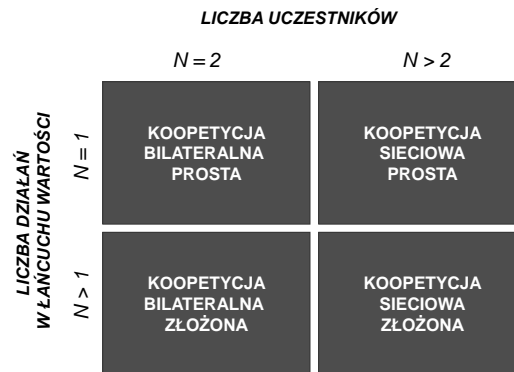 LICZBA UCZESTNIKÓW
N = 2
N > 2
LICZBA DZIAŁAŃ
W ŁAŃCUCHU WARTOŚCI
N = 1
KOOPETYCJA
BILATERALNA
PROSTA
KOOPETYCJA
SIECIOWA
PROSTA
N > 1
KOOPETYCJA
BILATERALNA
ZŁOŻONA
KOOPETYCJA
SIECIOWA
ZŁOŻONA